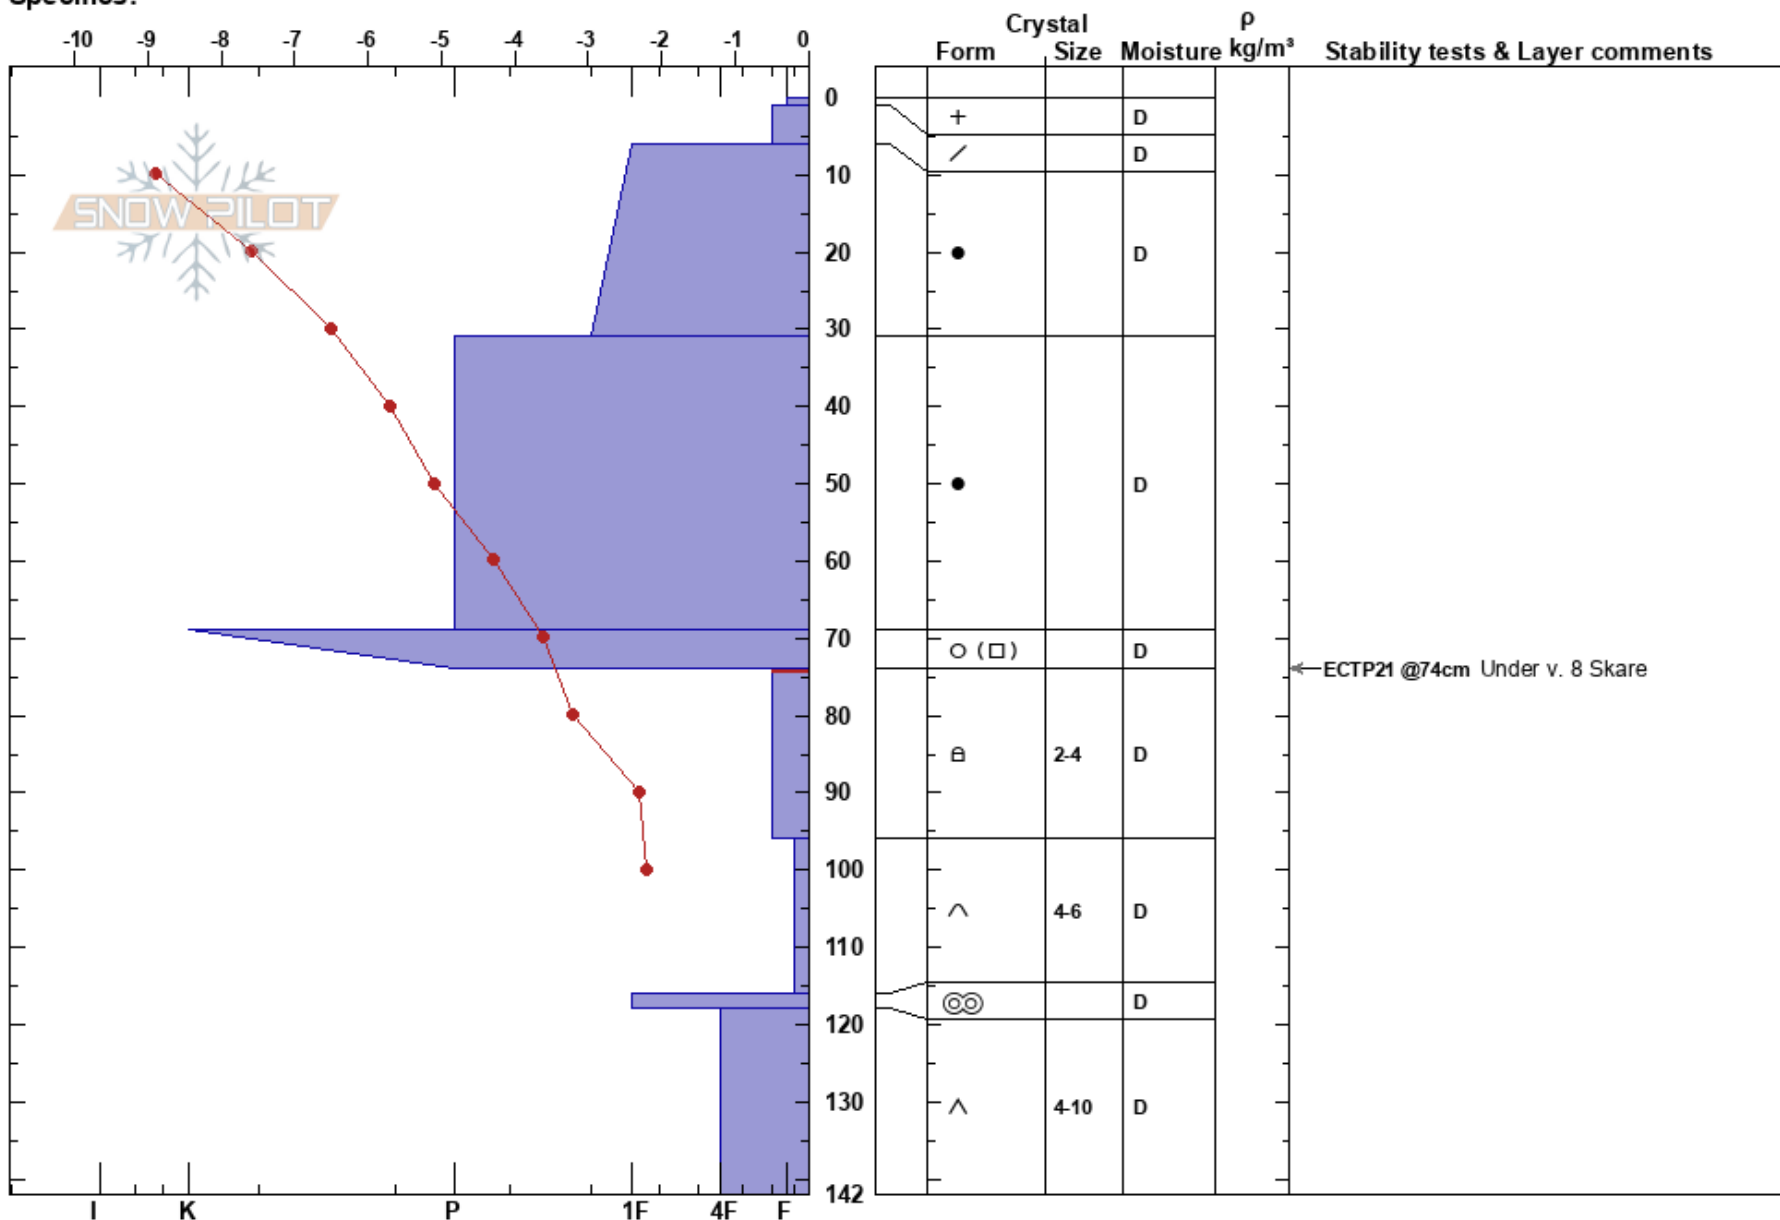 Specifics:
Crystal ρ
Form Size Moisture kg/m³ Stability tests & Layer comments
-10 -9 -8 -7 -6 -5 -4 -3 -2 -1 0
0
+ D
/ D
10
SNOW PILOT
20
● D
30
40
50
● D
60
70
○ (□) D
ECTP21 @74cm Under v. 8 Skare
80
2-4 D
90
100
∧ 4-6 D
110
D
120
130
∧ 4-10 D
142
I K P 1F 4F F